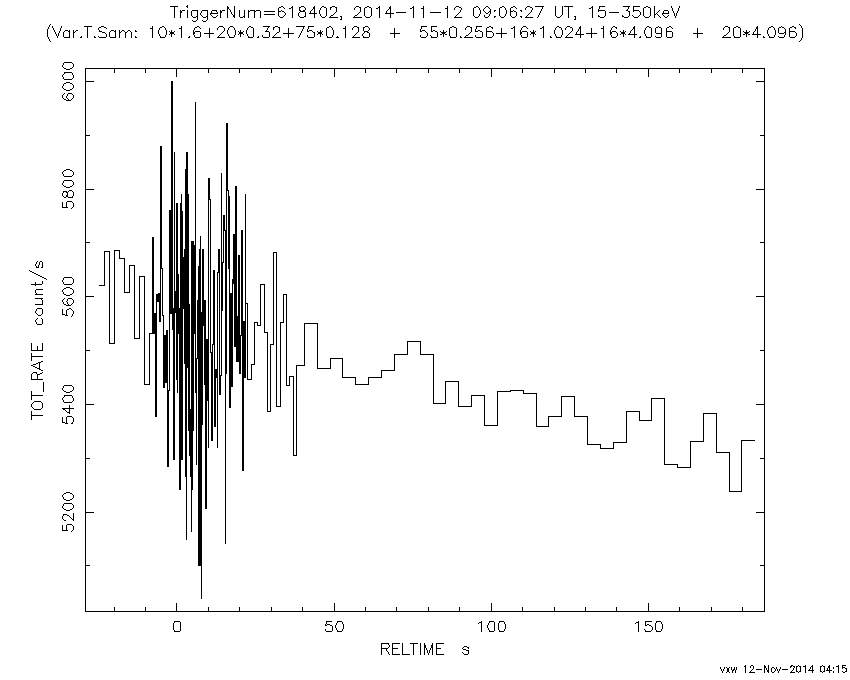 TriggerNum=618402, 2014-11-12 09:06:27 UT, 15-350keV
(Var.T.Sam: 10*1.6+20*0.32+75*0.128 + 55*0.256+16*1.024+16*4.096 + 20*4.096)
6000
5800
5600
5400
5200
TOT_RATE count/s
0 50 100 150
RELTIME s
vxw 12-Nov-2014 04:15